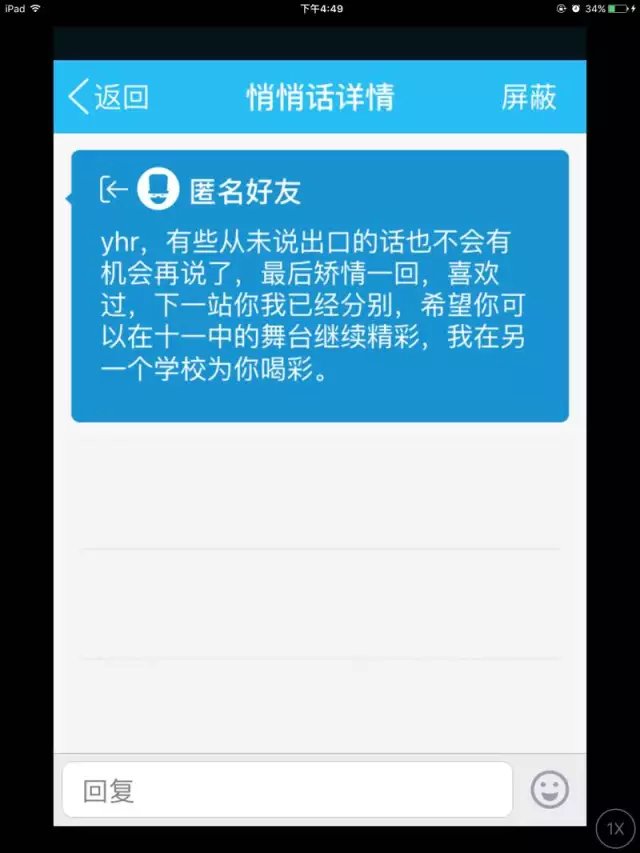 iPad 下午4:49 34%
返回 悄悄话详情 屏蔽
匿名好友
yhr，有些从未说出口的话也不会有
机会再说了，最后矫情一回，喜欢
过，下一站你我已经分别，希望你可
以在十一中的舞台继续精彩，我在另
一个学校为你喝彩。
回复
1X